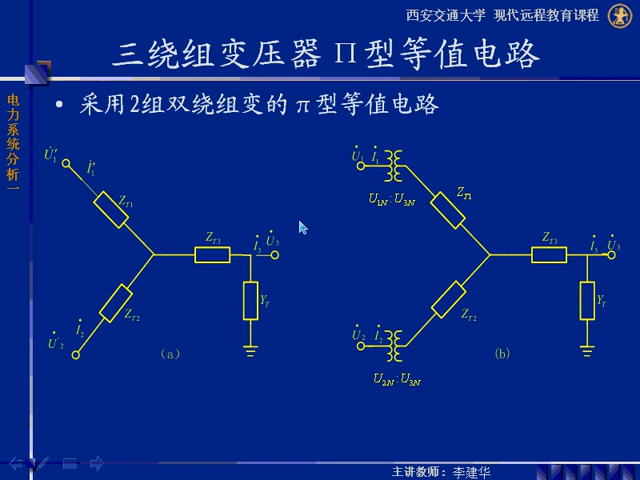 西安交通大学 现代远程教育课程
三绕组变压器 Π型等值电路
电力系统分析一
• 采用2组双绕组变的π型等值电路
U̇′1
İ′1
ZT1
ZT3
İ3
U̇3
YT
ZT2
İ2
U̇′2
(a)
U̇1
İ1
U1N:U3N
ZT1
ZT3
İ3
U̇3
YT
ZT2
U̇2
İ2
U2N:U3N
(b)
主讲教师：李建华